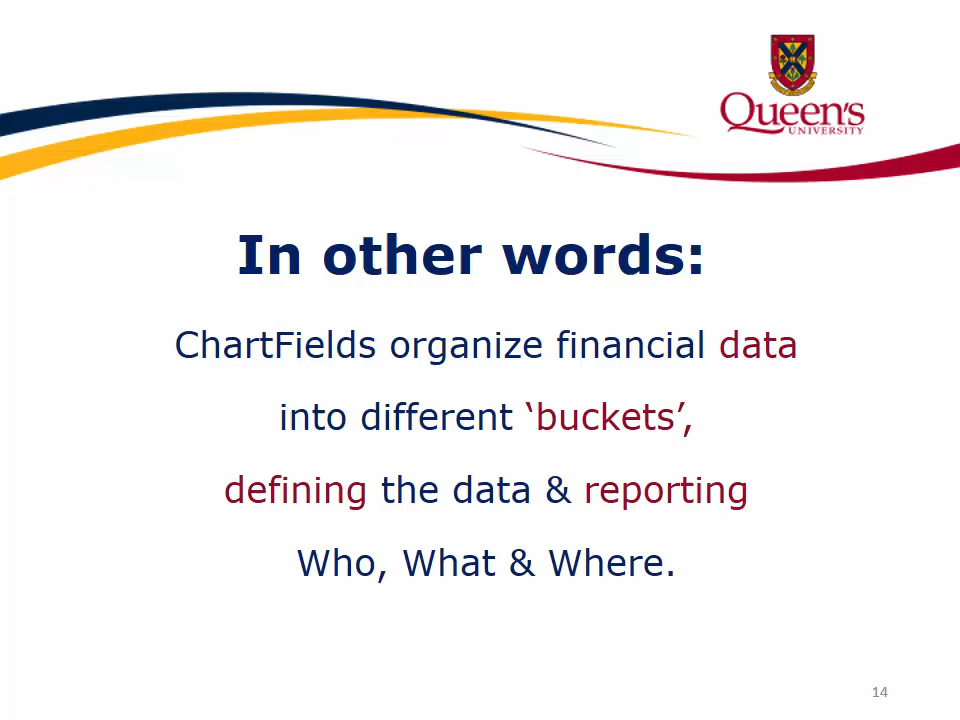 Queen's
UNIVERSITY
In other words:
ChartFields organize financial data
into different ‘buckets’,
defining the data & reporting
Who, What & Where.
14